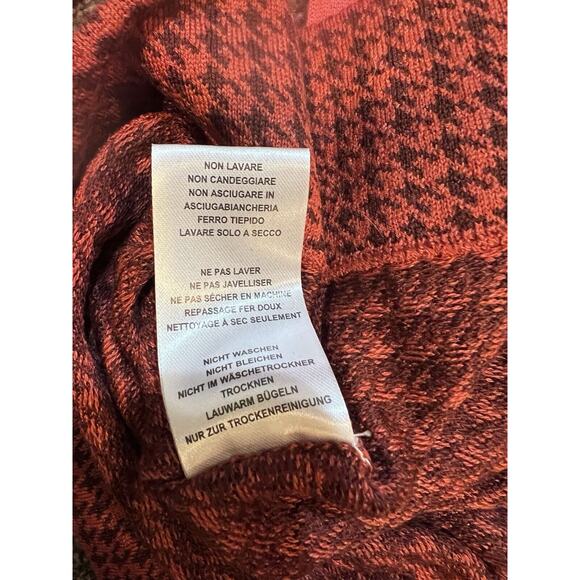 NON LAVARE
NON CANDEGGIARE
NON ASCIUGARE IN
ASCIUGABIANCHERIA
FERRO TIEPIDO
LAVARE SOLO A SECCO
NE PAS LAVER
NE PAS JAVELLISER
NE PAS SÉCHER EN MACHINE
REPASSAGE FER DOUX
NETTOYAGE À SEC SEULEMENT
NICHT WASCHEN
NICHT BLEICHEN
NICHT IM WÄSCHETROCKNER
TROCKNEN
LAUWARM BÜGELN
NUR ZUR TROCKENREINIGUNG